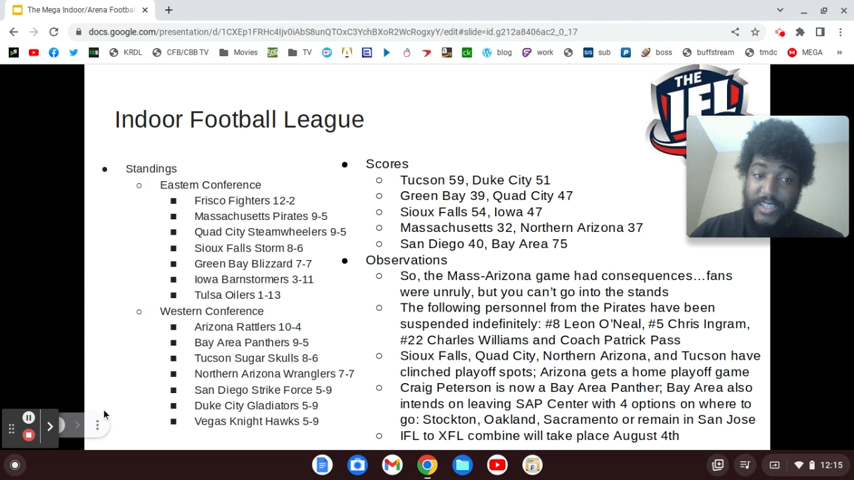 The Mega Indoor/Arena Footba
docs.google.com/presentation/d/1CXEp1FRHc4Ijv0iAbS8unQTOxC3YchBXoR2WcRogxyY/edit#slide=id.g212a8406ac2_0_17
KRDL
CFB/CBB TV
Movies
TV
blog
work
sub
boss
buffstream
tmdc
MEGA
THE
IFL
Indoor Football League
Standings
Eastern Conference
Frisco Fighters 12-2
Massachusetts Pirates 9-5
Quad City Steamwheelers 9-5
Sioux Falls Storm 8-6
Green Bay Blizzard 7-7
Iowa Barnstormers 3-11
Tulsa Oilers 1-13
Western Conference
Arizona Rattlers 10-4
Bay Area Panthers 9-5
Tucson Sugar Skulls 8-6
Northern Arizona Wranglers 7-7
San Diego Strike Force 5-9
Duke City Gladiators 5-9
Vegas Knight Hawks 5-9
Scores
Tucson 59, Duke City 51
Green Bay 39, Quad City 47
Sioux Falls 54, Iowa 47
Massachusetts 32, Northern Arizona 37
San Diego 40, Bay Area 75
Observations
So, the Mass-Arizona game had consequences…fans
were unruly, but you can't go into the stands
The following personnel from the Pirates have been
suspended indefinitely: #8 Leon O'Neal, #5 Chris Ingram,
#22 Charles Williams and Coach Patrick Pass
Sioux Falls, Quad City, Northern Arizona, and Tucson have
clinched playoff spots; Arizona gets a home playoff game
Craig Peterson is now a Bay Area Panther; Bay Area also
intends on leaving SAP Center with 4 options on where to
go: Stockton, Oakland, Sacramento or remain in San Jose
IFL to XFL combine will take place August 4th
12:15